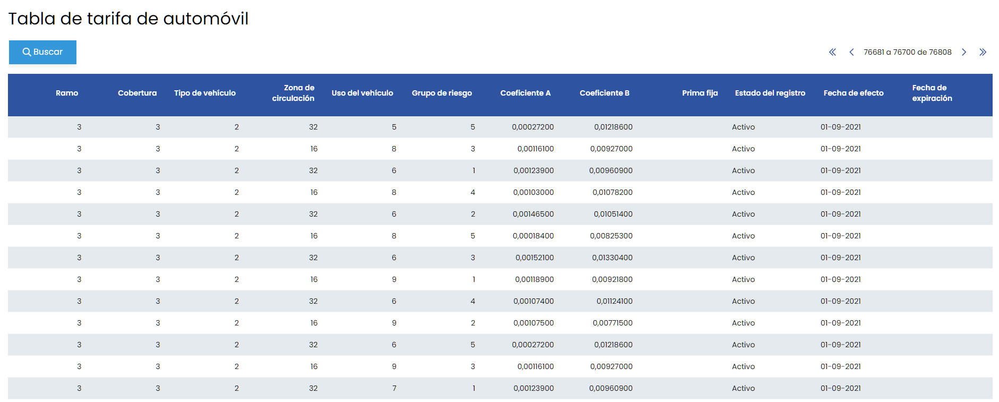 Tabla de tarifa de automóvil
Buscar
76681 a 76700 de 76808
Ramo Cobertura Tipo de vehículo Zona de circulación Uso del vehículo Grupo de riesgo Coeficiente A Coeficiente B Prima fija Estado del registro Fecha de efecto Fecha de expiración
3 3 2 32 5 5 0,00027200 0,01218600 Activo 01-09-2021
3 3 2 16 8 3 0,00116100 0,00927000 Activo 01-09-2021
3 3 2 32 6 1 0,00123900 0,00960900 Activo 01-09-2021
3 3 2 16 8 4 0,00103000 0,01078200 Activo 01-09-2021
3 3 2 32 6 2 0,00146500 0,01051400 Activo 01-09-2021
3 3 2 16 8 5 0,00018400 0,00825300 Activo 01-09-2021
3 3 2 32 6 3 0,00152100 0,01330400 Activo 01-09-2021
3 3 2 16 9 1 0,00118900 0,00921800 Activo 01-09-2021
3 3 2 32 6 4 0,00107400 0,01124100 Activo 01-09-2021
3 3 2 16 9 2 0,00107500 0,00771500 Activo 01-09-2021
3 3 2 32 6 5 0,00027200 0,01218600 Activo 01-09-2021
3 3 2 16 9 3 0,00116100 0,00927000 Activo 01-09-2021
3 3 2 32 7 1 0,00123900 0,00960900 Activo 01-09-2021